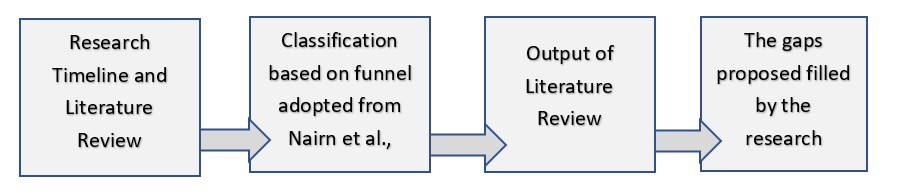 Research
Timeline and
Literature
Review
Classification
based on funnel
adopted from
Nairn et al.,
Output of
Literature
Review
The gaps
proposed filled
by the
research